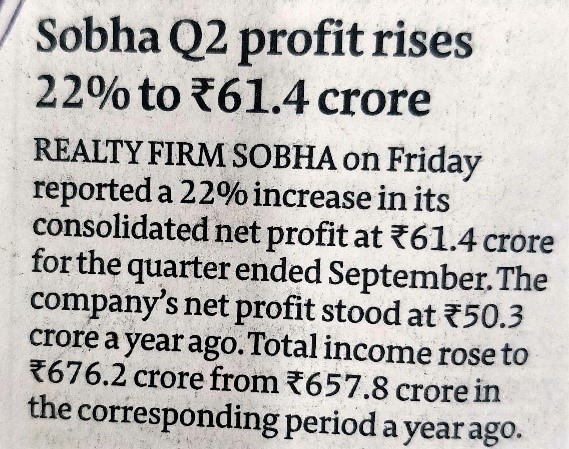 Sobha Q2 profit rises
22% to ₹61.4 crore
REALTY FIRM SOBHA on Friday
reported a 22% increase in its
consolidated net profit at ₹61.4 crore
for the quarter ended September. The
company's net profit stood at ₹50.3
crore a year ago. Total income rose to
₹676.2 crore from ₹657.8 crore in
the corresponding period a year ago.